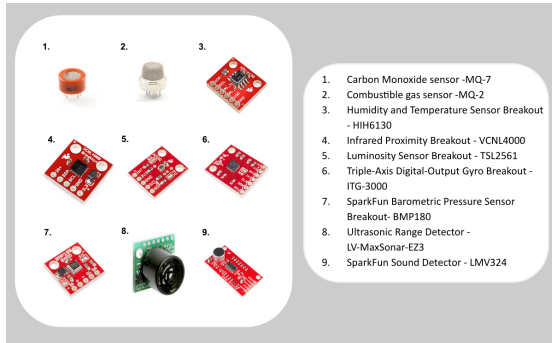 1.
2.
3.
4.
5.
6.
7.
8.
9.
1. Carbon Monoxide sensor -MQ-7
2. Combustible gas sensor -MQ-2
3. Humidity and Temperature Sensor Breakout
- HIH6130
4. Infrared Proximity Breakout - VCNL4000
5. Luminosity Sensor Breakout - TSL2561
6. Triple-Axis Digital-Output Gyro Breakout -
ITG-3000
7. SparkFun Barometric Pressure Sensor
Breakout- BMP180
8. Ultrasonic Range Detector -
LV-MaxSonar-EZ3
9. SparkFun Sound Detector - LMV324